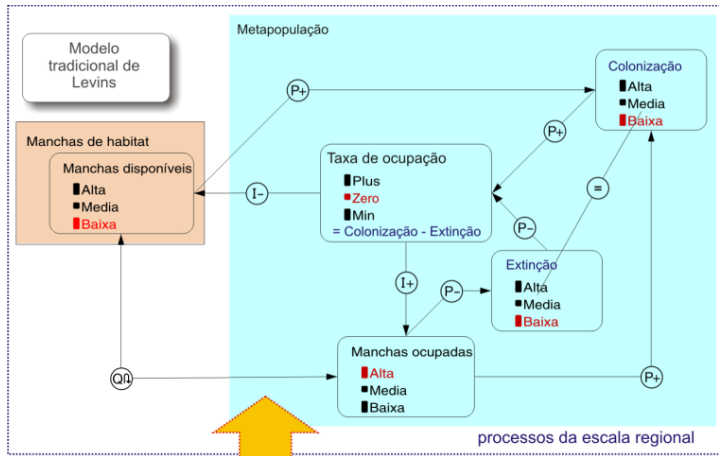 Metapopulação
Modelo
tradicional de
Levins
Colonização
Alta
Media
Baixa
P+
P+
Manchas de habitat
Manchas disponíveis
Alta
Media
Baixa
Taxa de ocupação
Plus
Zero
Min
= Colonização - Extinção
I-
=
P-
Extinção
Alta
Media
Baixa
I+
P-
Manchas ocupadas
Alta
Media
Baixa
P+
processos da escala regional